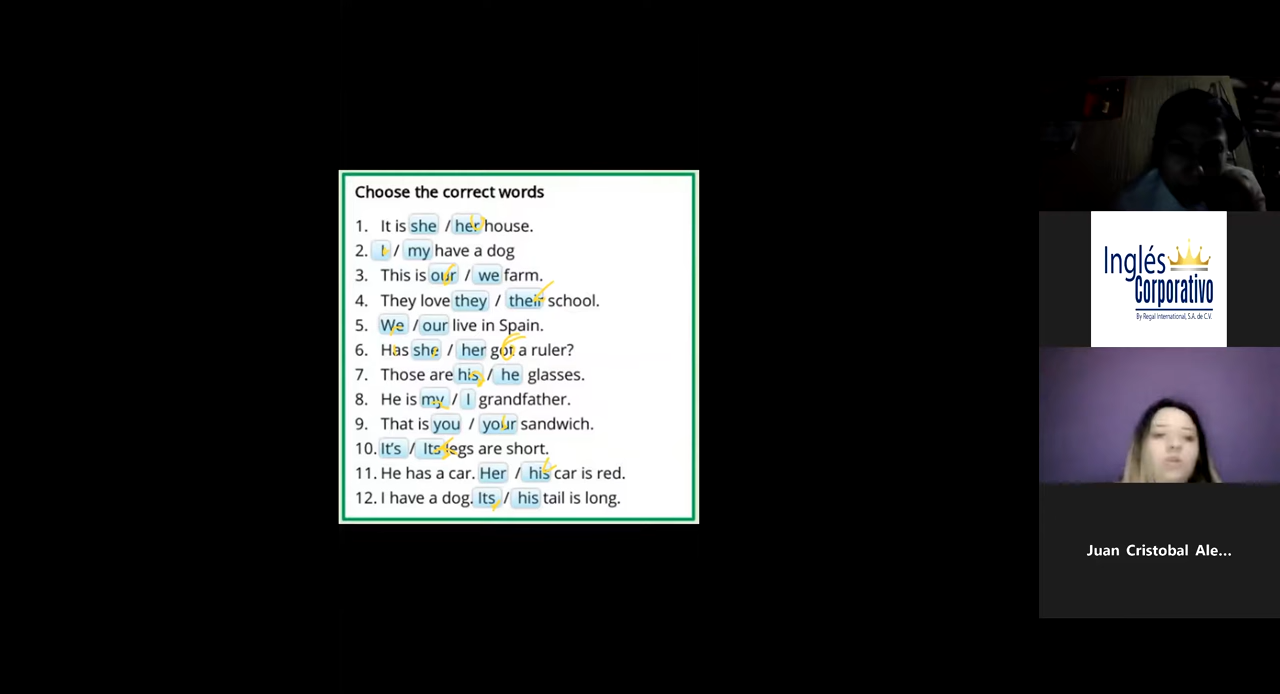 Choose the correct words
1. It is she / her house.
2. I / my have a dog
3. This is our / we farm.
4. They love they / their school.
5. We / our live in Spain.
6. Has she / her got a ruler?
7. Those are his / he glasses.
8. He is my / I grandfather.
9. That is you / your sandwich.
10. It's / Its legs are short.
11. He has a car. Her / his car is red.
12. I have a dog. Its / his tail is long.
Inglés
Corporativo
By Regal International, S.A. de C.V.
Juan Cristobal Ale...